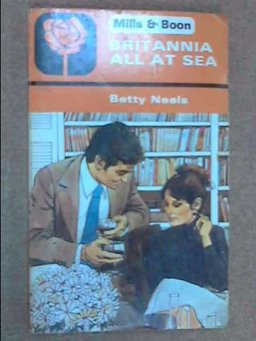 Mills & Boon
BRITANNIA
ALL AT SEA
Betty Neels